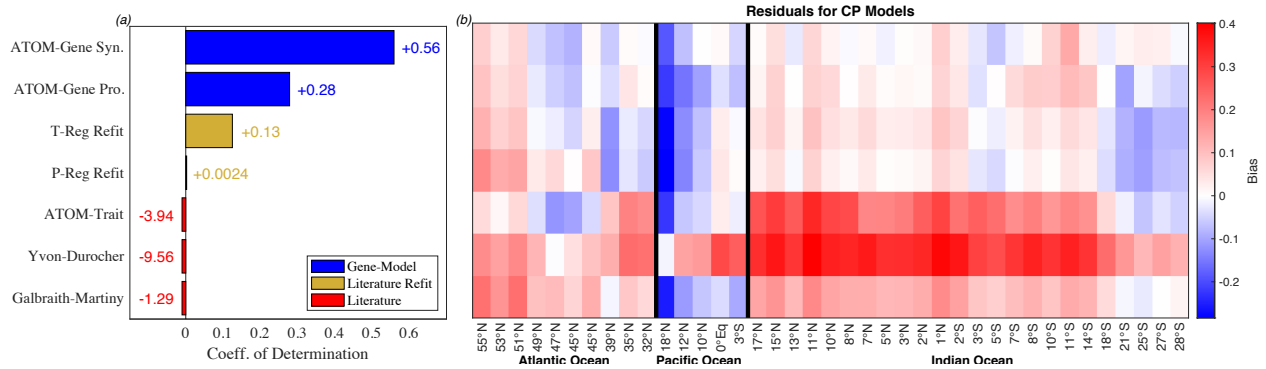 (a)
ATOM-Gene Syn.
+0.56
ATOM-Gene Pro.
+0.28
T-Reg Refit
+0.13
P-Reg Refit
+0.0024
ATOM-Trait
-3.94
Yvon-Durocher
-9.56
Galbraith-Martiny
-1.29
Gene-Model
Literature Refit
Literature
0 0.1 0.2 0.3 0.4 0.5 0.6
Coeff. of Determination
(b)
Residuals for CP Models
55°N 53°N 51°N 49°N 47°N 45°N 45°N 39°N 35°N 32°N 18°N 12°N 10°N 0°Eq 3°S 17°N 15°N 13°N 11°N 10°N 8°N 7°N 5°N 3°N 2°N 1°N 2°S 3°S 5°S 7°S 8°S 10°S 11°S 14°S 18°S 21°S 25°S 27°S 28°S
Atlantic Ocean Pacific Ocean Indian Ocean
0.4
0.3
0.2
0.1
0
-0.1
-0.2
Bias